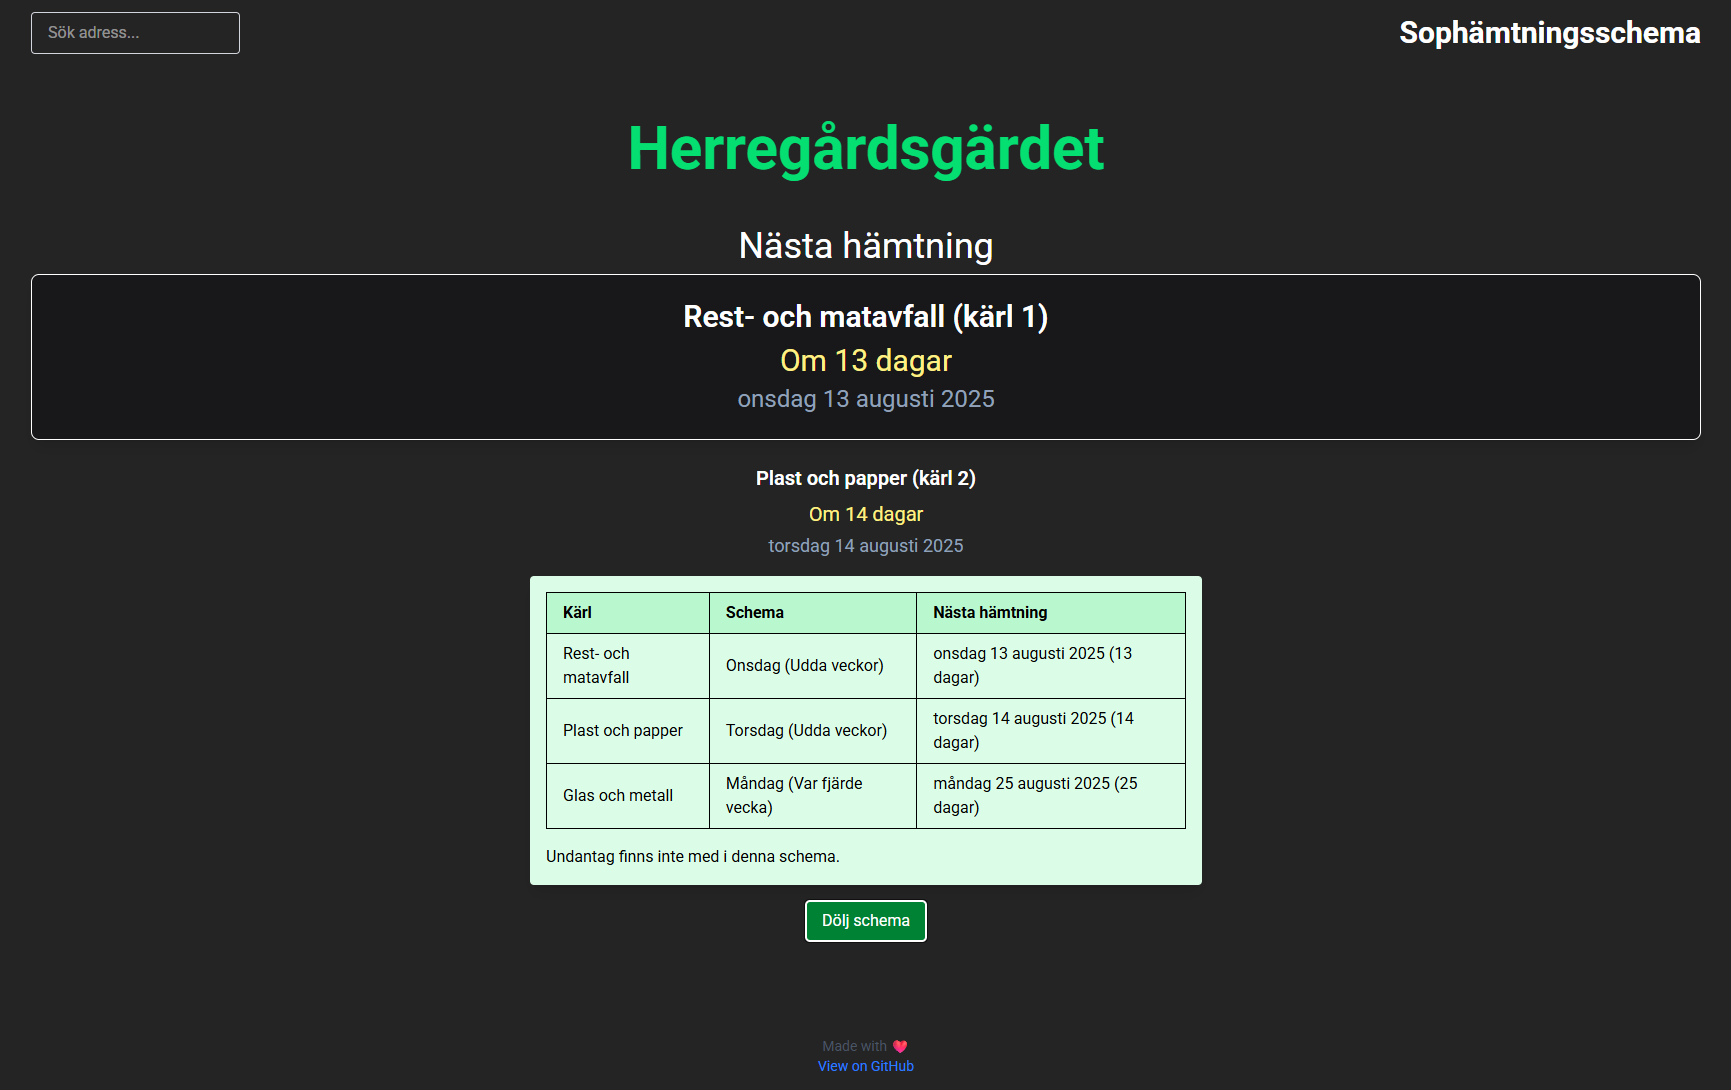 Sök adress...
Sophämtningsschema
Herregårdsgärdet
Nästa hämtning
Rest- och matavfall (kärl 1)
Om 13 dagar
onsdag 13 augusti 2025
Plast och papper (kärl 2)
Om 14 dagar
torsdag 14 augusti 2025
Kärl Schema Nästa hämtning
Rest- och
matavfall
Onsdag (Udda veckor)
onsdag 13 augusti 2025 (13
dagar)
Plast och papper
Torsdag (Udda veckor)
torsdag 14 augusti 2025 (14
dagar)
Glas och metall
Måndag (Var fjärde
vecka)
måndag 25 augusti 2025 (25
dagar)
Undantag finns inte med i denna schema.
Dölj schema
Made with 💖
View on GitHub